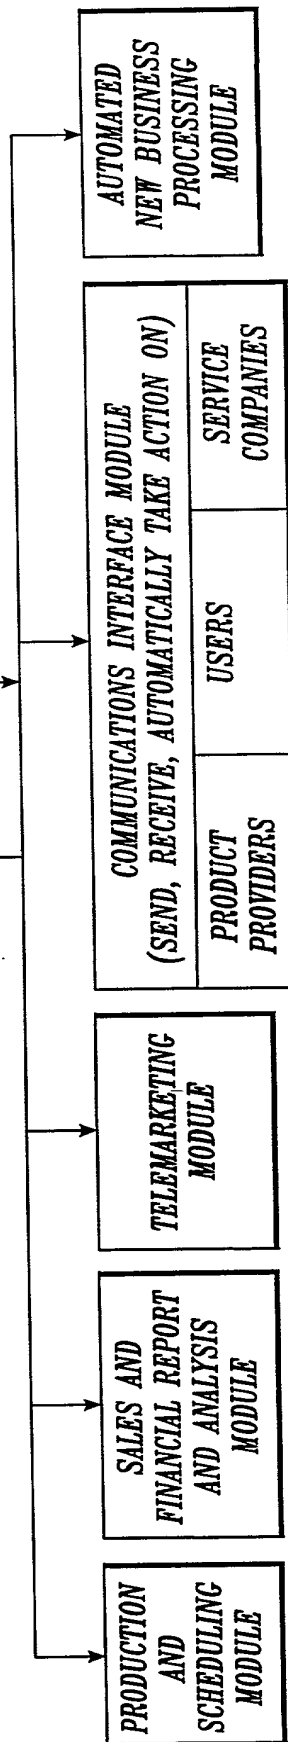 PRODUCTION
AND
SCHEDULING
MODULE
SALES AND
FINANCIAL REPORT
AND ANALYSIS
MODULE
TELEMARKETING
MODULE
COMMUNICATIONS INTERFACE MODULE
(SEND, RECEIVE, AUTOMATICALLY TAKE ACTION ON)
PRODUCT
PROVIDERS
USERS
SERVICE
COMPANIES
AUTOMATED
NEW BUSINESS
PROCESSING
MODULE